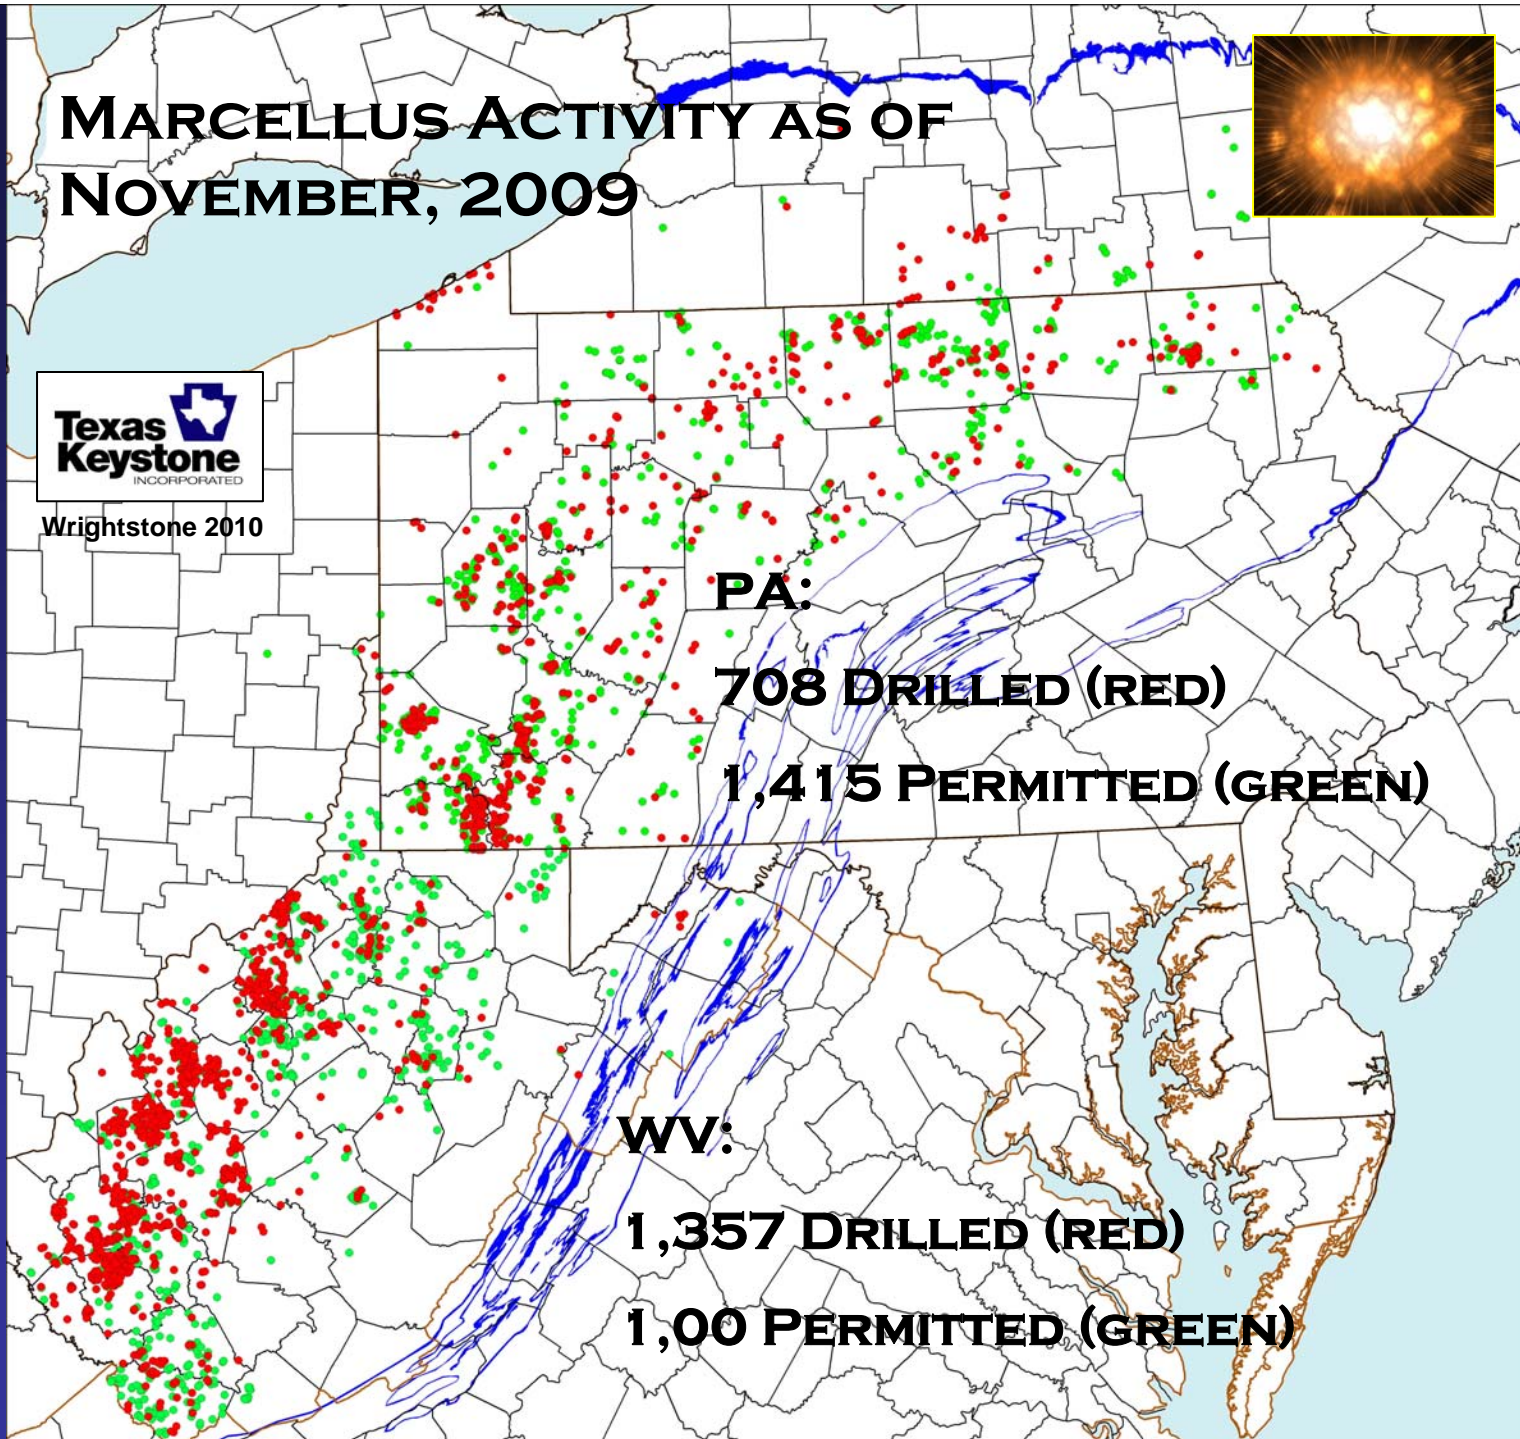 MARCELLUS ACTIVITY AS OF
NOVEMBER, 2009
Texas
Keystone
INCORPORATED
Wrightstone 2010
PA:
708 DRILLED (RED)
1,415 PERMITTED (GREEN)
WV:
1,357 DRILLED (RED)
1,00 PERMITTED (GREEN)